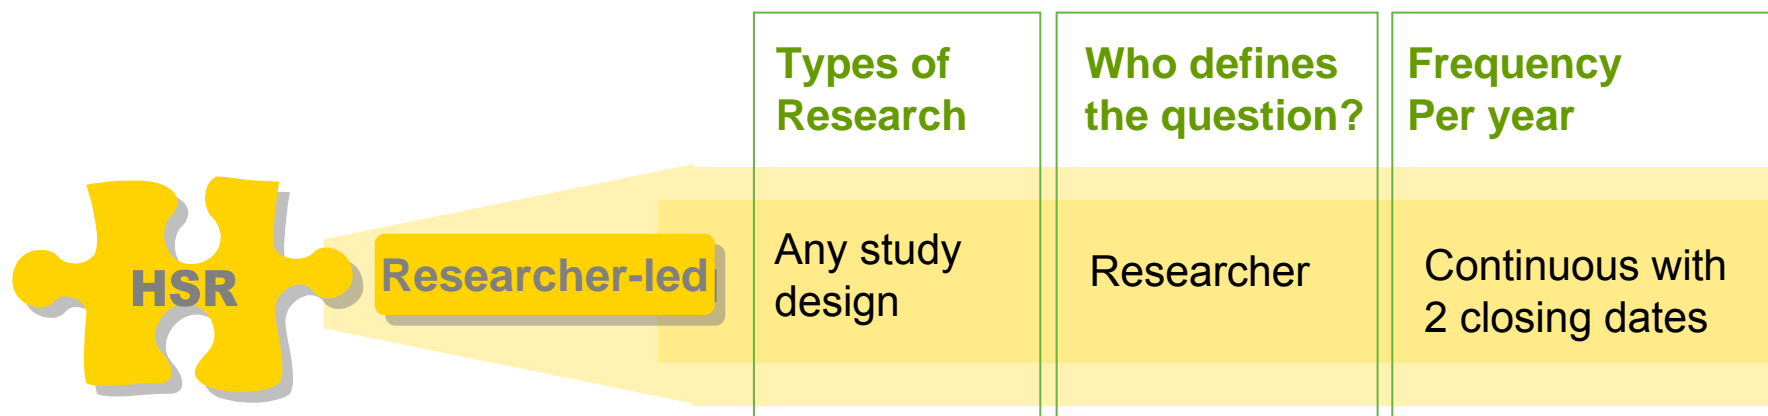 Types of
Research
Who defines
the question?
Frequency
Per year
HSR
Researcher-led
Any study
design
Researcher
Continuous with
2 closing dates